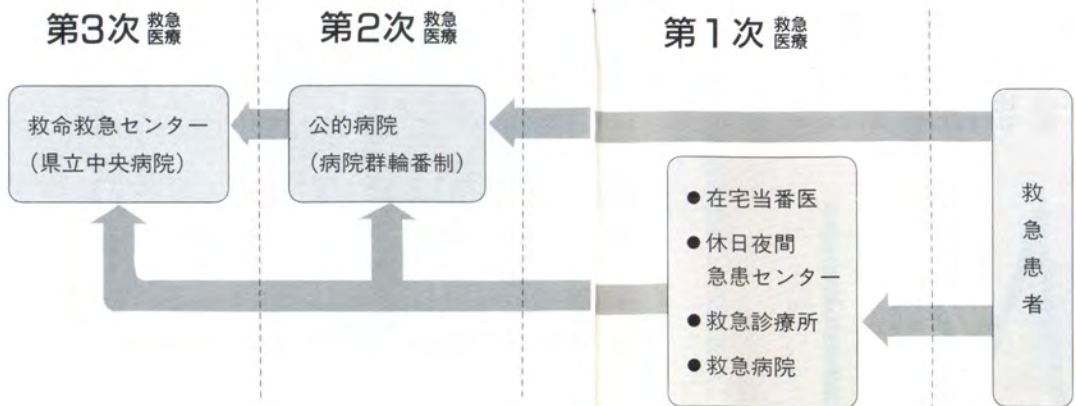 第3次 救急医療
第2次 救急医療
第1次 救急医療
救命救急センター
(県立中央病院)
公的病院
(病院群輪番制)
●在宅当番医
●休日夜間
急患センター
●救急診療所
●救急病院
救急患者